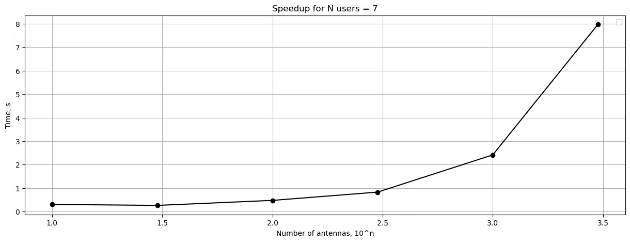 Speedup for N users = 7
8
7
6
5
4
3
2
1
0
Time, s
1.0 1.5 2.0 2.5 3.0 3.5
Number of antennas, 10^n